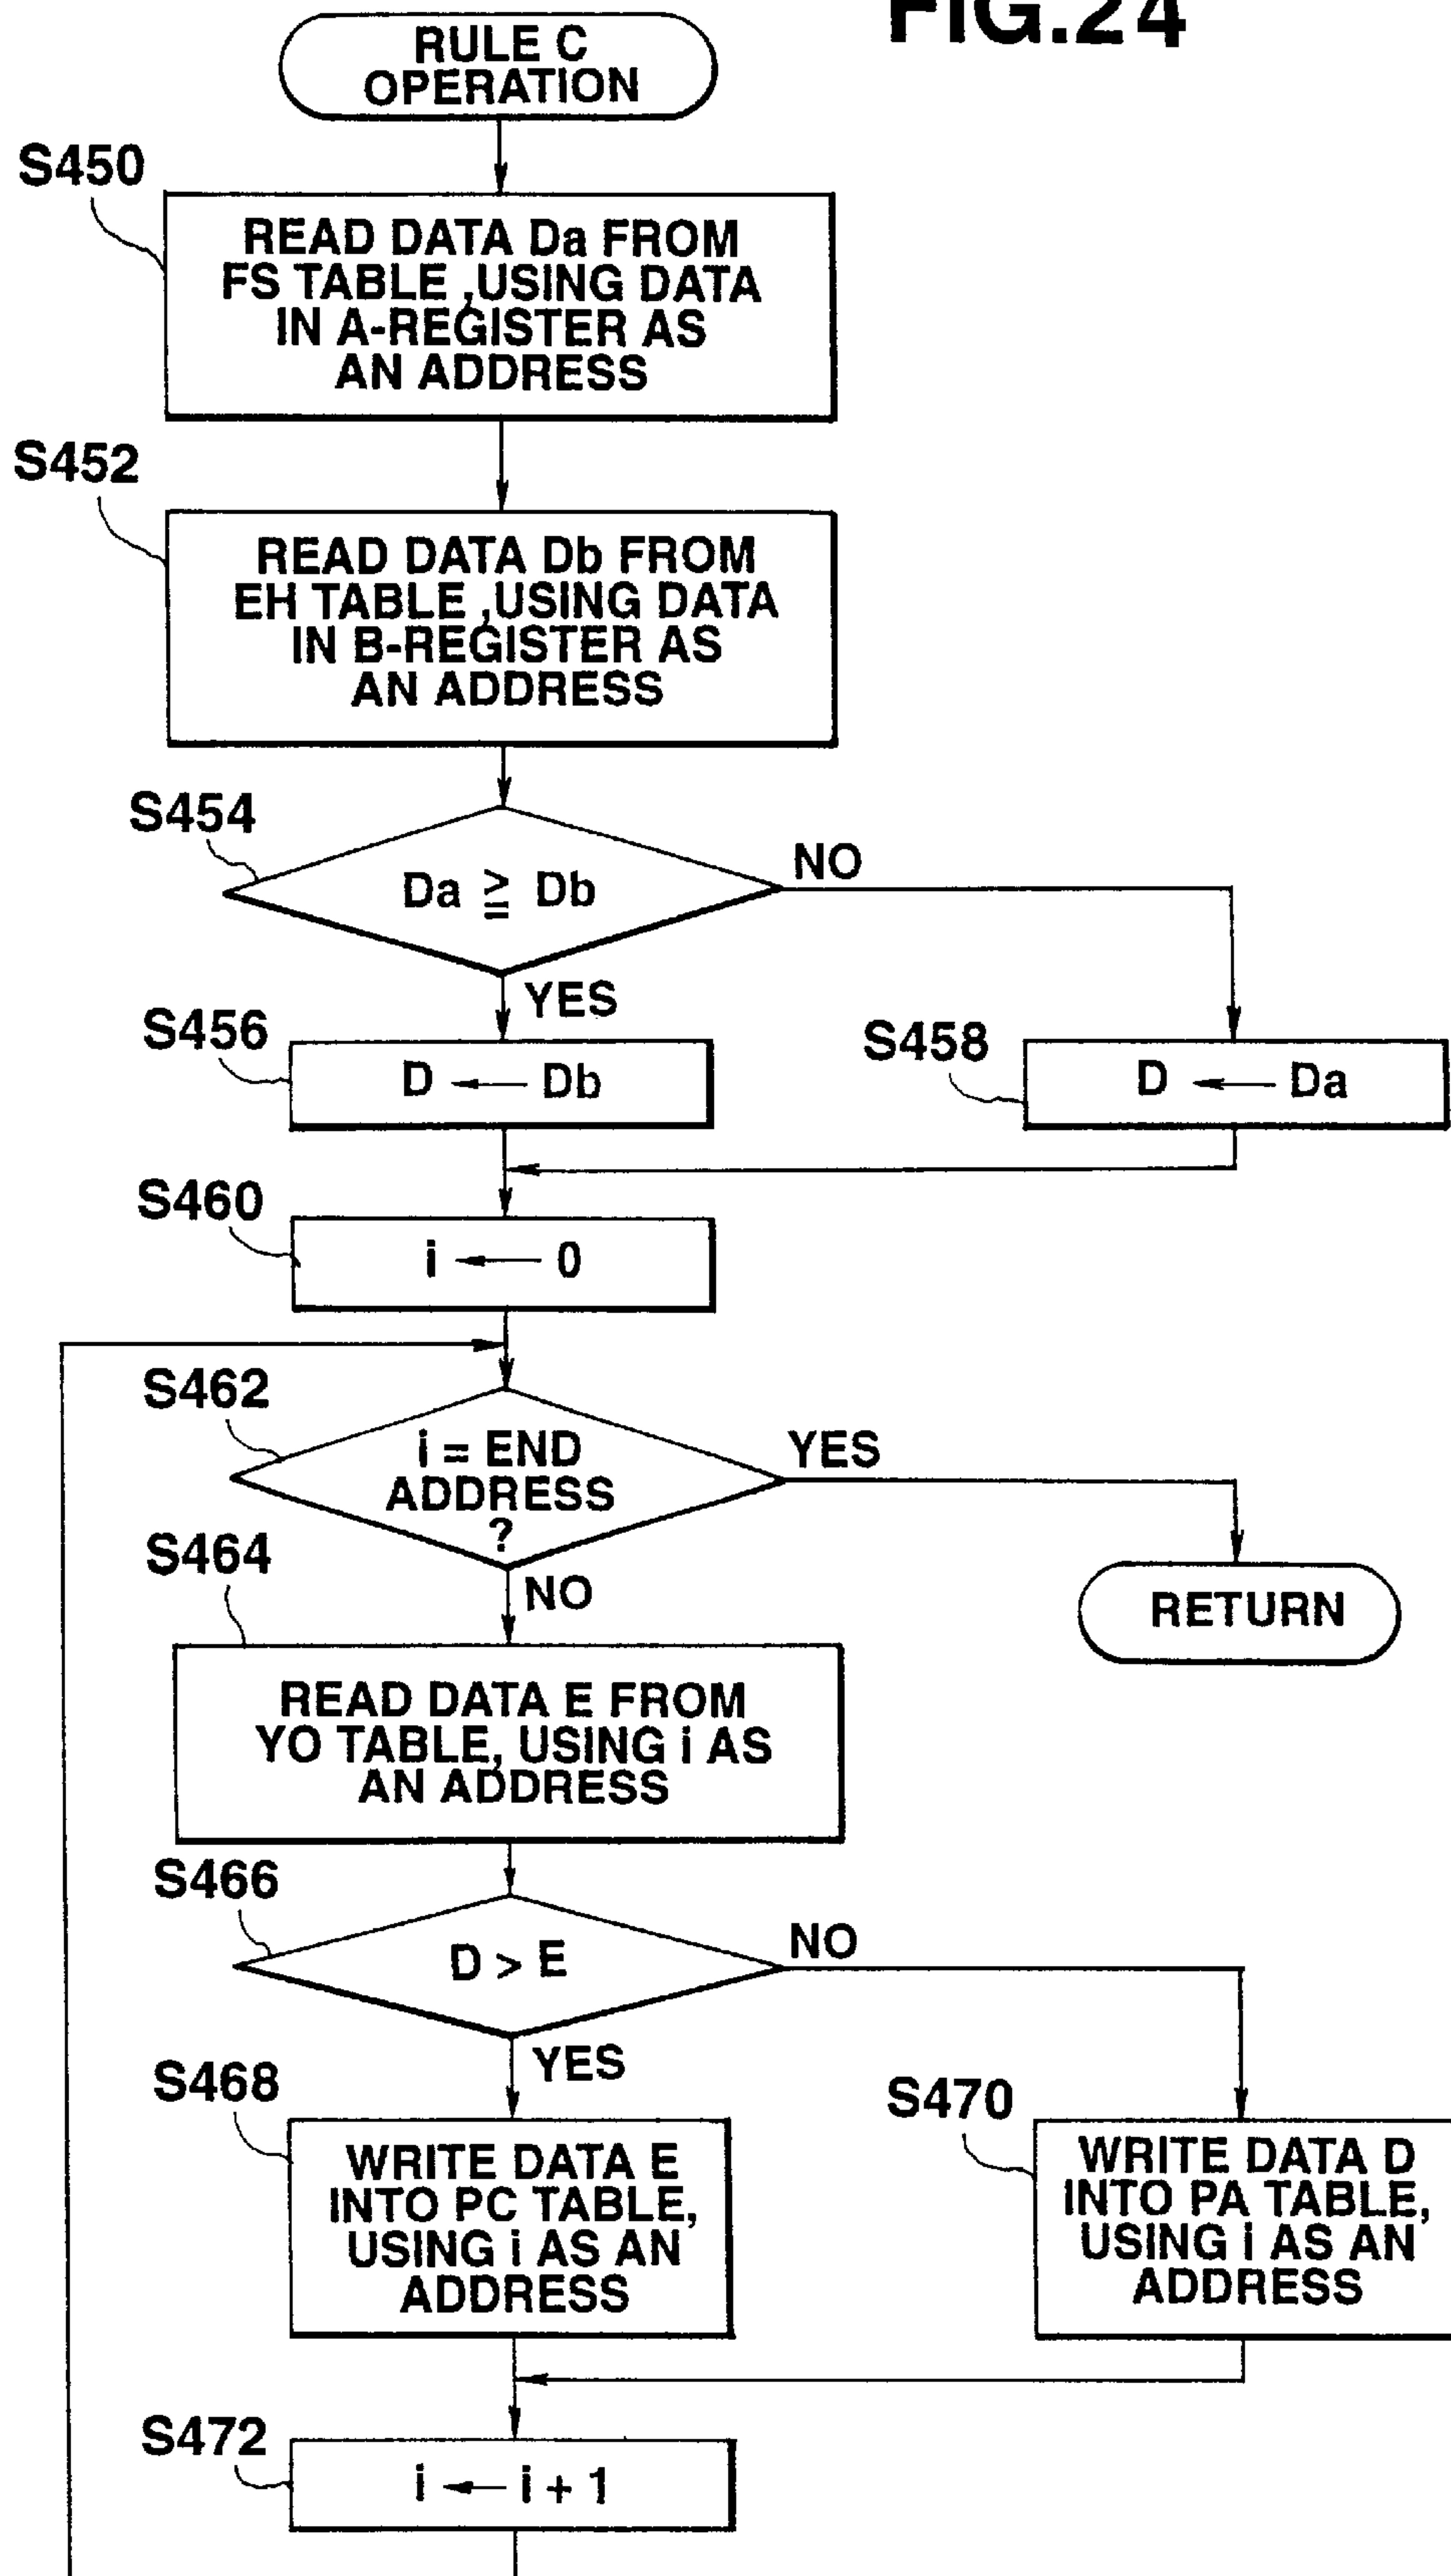 FIG.24
RULE C
OPERATION
S450
READ DATA Da FROM
FS TABLE ,USING DATA
IN A-REGISTER AS
AN ADDRESS
S452
READ DATA Db FROM
EH TABLE ,USING DATA
IN B-REGISTER AS
AN ADDRESS
S454
Da ≧ Db
NO
YES
S456
D ← Db
S458
D ← Da
S460
i ← 0
S462
i = END
ADDRESS
?
YES
NO
RETURN
S464
READ DATA E FROM
YO TABLE, USING i AS
AN ADDRESS
S466
D > E
NO
YES
S468
WRITE DATA E
INTO PC TABLE,
USING i AS AN
ADDRESS
S470
WRITE DATA D
INTO PA TABLE,
USING i AS AN
ADDRESS
S472
i ← i + 1